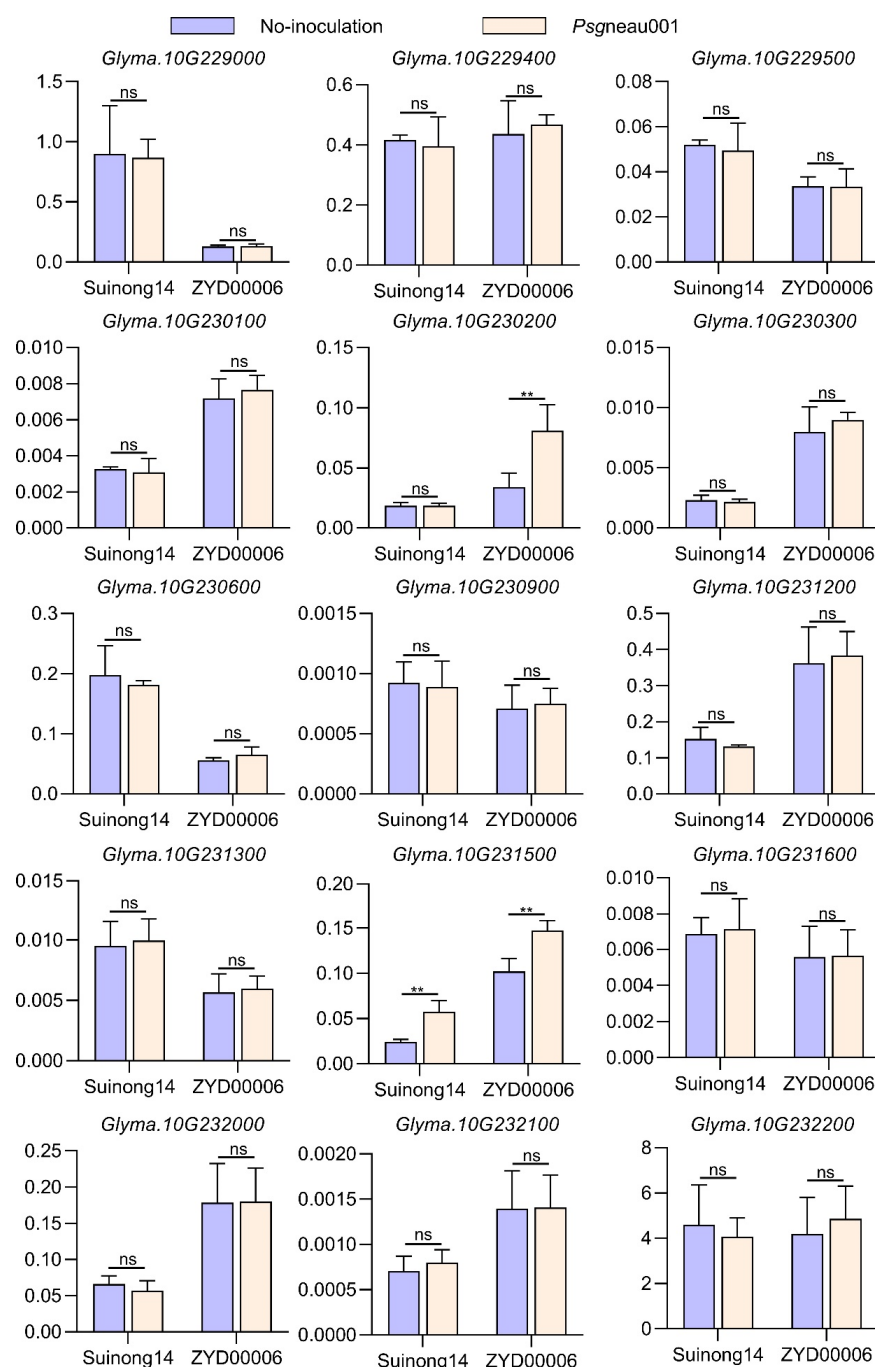 No-inoculation Psgneau001
Glyma.10G229000 Glyma.10G229400 Glyma.10G229500
1.5 1.0 0.5 0.0 ns ns Suinong14 ZYD00006
0.6 0.4 0.2 0.0 ns ns Suinong14 ZYD00006
0.08 0.06 0.04 0.02 0.00 ns ns Suinong14 ZYD00006
Glyma.10G230100 Glyma.10G230200 Glyma.10G230300
0.010 0.008 0.006 0.004 0.002 0.000 ns ns Suinong14 ZYD00006
0.15 0.10 0.05 0.00 ns ** Suinong14 ZYD00006
0.015 0.010 0.005 0.000 ns ns Suinong14 ZYD00006
Glyma.10G230600 Glyma.10G230900 Glyma.10G231200
0.3 0.2 0.1 0.0 ns ns Suinong14 ZYD00006
0.0015 0.0010 0.0005 0.0000 ns ns Suinong14 ZYD00006
0.5 0.4 0.3 0.2 0.1 0.0 ns ns Suinong14 ZYD00006
Glyma.10G231300 Glyma.10G231500 Glyma.10G231600
0.015 0.010 0.005 0.000 ns ns Suinong14 ZYD00006
0.20 0.15 0.10 0.05 0.00 ** ** Suinong14 ZYD00006
0.010 0.008 0.006 0.004 0.002 0.000 ns ns Suinong14 ZYD00006
Glyma.10G232000 Glyma.10G232100 Glyma.10G232200
0.25 0.20 0.15 0.10 0.05 0.00 ns ns Suinong14 ZYD00006
0.0020 0.0015 0.0010 0.0005 0.0000 ns ns Suinong14 ZYD00006
8 6 4 2 0 ns ns Suinong14 ZYD00006